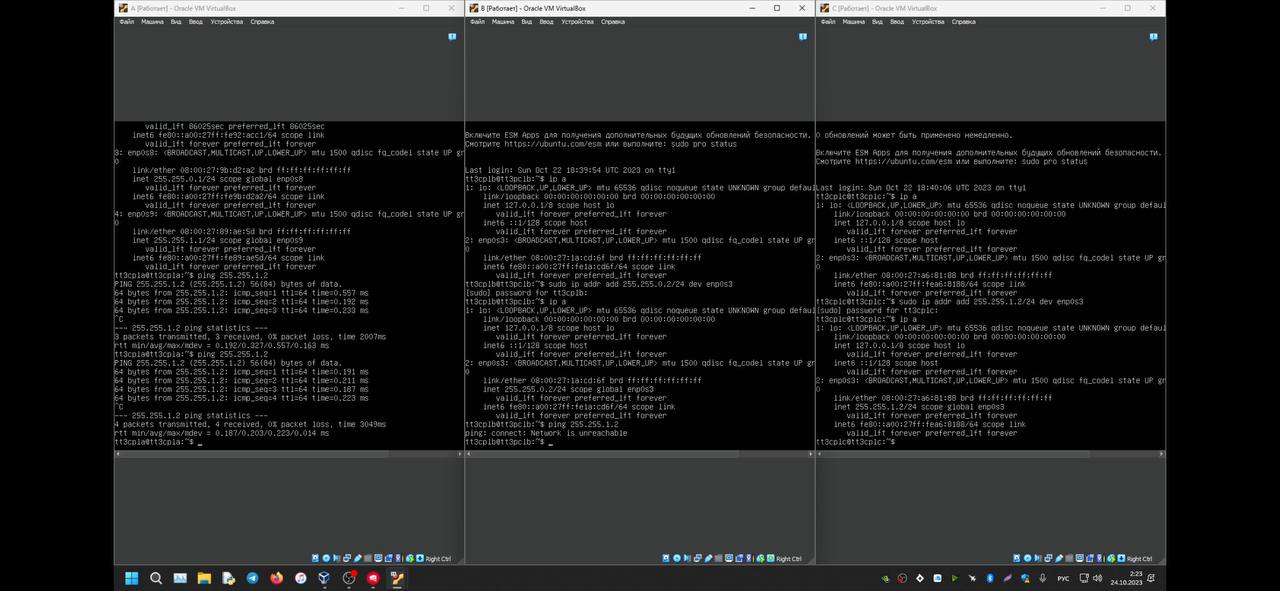 A [Работает] - Oracle VM VirtualBox
Файл Машина Вид Ввод Устройства Справка
valid_lft 86025sec preferred_lft 86025sec
inet6 fe80::a00:27ff:fe92:acc1/64 scope link
valid_lft forever preferred_lft forever
3: enp0s8: <BROADCAST,MULTICAST,UP,LOWER_UP> mtu 1500 qdisc fq_codel state UP gr
0
link/ether 08:00:27:9b:d2:a2 brd ff:ff:ff:ff:ff:ff
inet 255.255.0.1/24 scope global enp0s8
valid_lft forever preferred_lft forever
inet6 fe80::a00:27ff:fe9b:d2a2/64 scope link
valid_lft forever preferred_lft forever
4: enp0s9: <BROADCAST,MULTICAST,UP,LOWER_UP> mtu 1500 qdisc fq_codel state UP gr
0
link/ether 08:00:27:89:ae:5d brd ff:ff:ff:ff:ff:ff
inet 255.255.1.1/24 scope global enp0s9
valid_lft forever preferred_lft forever
inet6 fe80::a00:27ff:fe89:ae5d/64 scope link
valid_lft forever preferred_lft forever
tt3cpla@tt3cpla:~$ ping 255.255.1.2
PING 255.255.1.2 (255.255.1.2) 56(84) bytes of data.
64 bytes from 255.255.1.2: icmp_seq=1 ttl=64 time=0.557 ms
64 bytes from 255.255.1.2: icmp_seq=2 ttl=64 time=0.192 ms
64 bytes from 255.255.1.2: icmp_seq=3 ttl=64 time=0.233 ms
^C
--- 255.255.1.2 ping statistics ---
3 packets transmitted, 3 received, 0% packet loss, time 2007ms
rtt min/avg/max/mdev = 0.192/0.327/0.557/0.163 ms
tt3cpla@tt3cpla:~$ ping 255.255.1.2
PING 255.255.1.2 (255.255.1.2) 56(84) bytes of data.
64 bytes from 255.255.1.2: icmp_seq=1 ttl=64 time=0.191 ms
64 bytes from 255.255.1.2: icmp_seq=2 ttl=64 time=0.211 ms
64 bytes from 255.255.1.2: icmp_seq=3 ttl=64 time=0.187 ms
64 bytes from 255.255.1.2: icmp_seq=4 ttl=64 time=0.223 ms
^C
--- 255.255.1.2 ping statistics ---
4 packets transmitted, 4 received, 0% packet loss, time 3049ms
rtt min/avg/max/mdev = 0.187/0.203/0.223/0.014 ms
tt3cpla@tt3cpla:~$ _
Right Ctrl
B [Работает] - Oracle VM VirtualBox
Файл Машина Вид Ввод Устройства Справка
Включите ESM Apps для получения дополнительных будущих обновлений безопасности.
Смотрите https://ubuntu.com/esm или выполните: sudo pro status
Last login: Sun Oct 22 18:39:54 UTC 2023 on tty1
tt3cplb@tt3cplb:~$ ip a
1: lo: <LOOPBACK,UP,LOWER_UP> mtu 65536 qdisc noqueue state UNKNOWN group defaul
link/loopback 00:00:00:00:00:00 brd 00:00:00:00:00:00
inet 127.0.0.1/8 scope host lo
valid_lft forever preferred_lft forever
inet6 ::1/128 scope host
valid_lft forever preferred_lft forever
2: enp0s3: <BROADCAST,MULTICAST,UP,LOWER_UP> mtu 1500 qdisc fq_codel state UP gr
0
link/ether 08:00:27:1a:cd:6f brd ff:ff:ff:ff:ff:ff
inet6 fe80::a00:27ff:fe1a:cd6f/64 scope link
valid_lft forever preferred_lft forever
tt3cplb@tt3cplb:~$ sudo ip addr add 255.255.0.2/24 dev enp0s3
[sudo] password for tt3cplb:
tt3cplb@tt3cplb:~$ ip a
1: lo: <LOOPBACK,UP,LOWER_UP> mtu 65536 qdisc noqueue state UNKNOWN group defaul
link/loopback 00:00:00:00:00:00 brd 00:00:00:00:00:00
inet 127.0.0.1/8 scope host lo
valid_lft forever preferred_lft forever
inet6 ::1/128 scope host
valid_lft forever preferred_lft forever
2: enp0s3: <BROADCAST,MULTICAST,UP,LOWER_UP> mtu 1500 qdisc fq_codel state UP gr
0
link/ether 08:00:27:1a:cd:6f brd ff:ff:ff:ff:ff:ff
inet 255.255.0.2/24 scope global enp0s3
valid_lft forever preferred_lft forever
inet6 fe80::a00:27ff:fe1a:cd6f/64 scope link
valid_lft forever preferred_lft forever
tt3cplb@tt3cplb:~$ ping 255.255.1.2
ping: connect: Network is unreachable
tt3cplb@tt3cplb:~$ _
Right Ctrl
C [Работает] - Oracle VM VirtualBox
Файл Машина Вид Ввод Устройства Справка
0 обновлений может быть применено немедленно.
Включите ESM Apps для получения дополнительных будущих обновлений безопасности.
Смотрите https://ubuntu.com/esm или выполните: sudo pro status
Last login: Sun Oct 22 18:40:06 UTC 2023 on tty1
tt3cplc@tt3cplc:~$ ip a
1: lo: <LOOPBACK,UP,LOWER_UP> mtu 65536 qdisc noqueue state UNKNOWN group defaul
link/loopback 00:00:00:00:00:00 brd 00:00:00:00:00:00
inet 127.0.0.1/8 scope host lo
valid_lft forever preferred_lft forever
inet6 ::1/128 scope host
valid_lft forever preferred_lft forever
2: enp0s3: <BROADCAST,MULTICAST,UP,LOWER_UP> mtu 1500 qdisc fq_codel state UP gr
0
link/ether 08:00:27:a6:81:88 brd ff:ff:ff:ff:ff:ff
inet6 fe80::a00:27ff:fea6:8188/64 scope link
valid_lft forever preferred_lft forever
tt3cplc@tt3cplc:~$ sudo ip addr add 255.255.1.2/24 dev enp0s3
[sudo] password for tt3cplc:
tt3cplc@tt3cplc:~$ ip a
1: lo: <LOOPBACK,UP,LOWER_UP> mtu 65536 qdisc noqueue state UNKNOWN group defaul
link/loopback 00:00:00:00:00:00 brd 00:00:00:00:00:00
inet 127.0.0.1/8 scope host lo
valid_lft forever preferred_lft forever
inet6 ::1/128 scope host
valid_lft forever preferred_lft forever
2: enp0s3: <BROADCAST,MULTICAST,UP,LOWER_UP> mtu 1500 qdisc fq_codel state UP gr
0
link/ether 08:00:27:a6:81:88 brd ff:ff:ff:ff:ff:ff
inet 255.255.1.2/24 scope global enp0s3
valid_lft forever preferred_lft forever
inet6 fe80::a00:27ff:fea6:8188/64 scope link
valid_lft forever preferred_lft forever
tt3cplc@tt3cplc:~$
Right Ctrl
РУС
2:23
24.10.2023